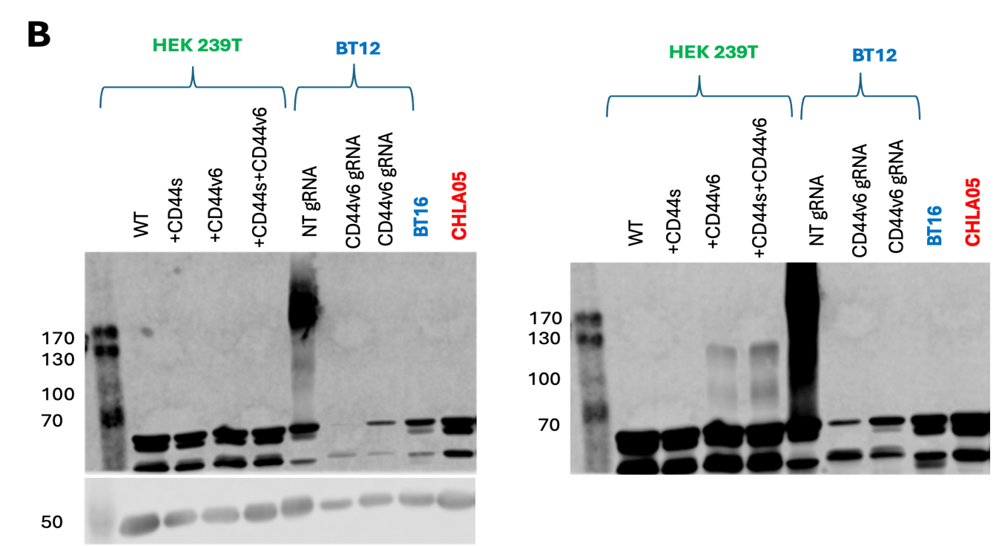 B
HEK 239T
BT12
WT
+CD44s
+CD44v6
+CD44s+CD44v6
NT gRNA
CD44v6 gRNA
CD44v6 gRNA
BT16
CHLA05
170
130
100
70
50
HEK 239T
BT12
WT
+CD44s
+CD44v6
+CD44s+CD44v6
NT gRNA
CD44v6 gRNA
CD44v6 gRNA
BT16
CHLA05
170
130
100
70